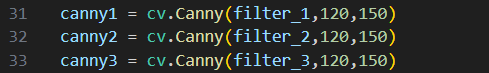 31 canny1 = cv.Canny(filter_1,120,150)
32 canny2 = cv.Canny(filter_2,120,150)
33 canny3 = cv.Canny(filter_3,120,150)